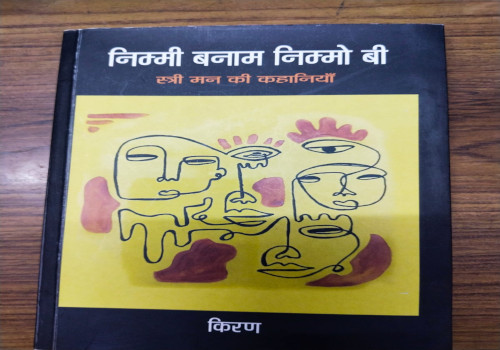 निम्मी बनाम निम्मो बी
स्त्री मन की कहानियाँ
किरण